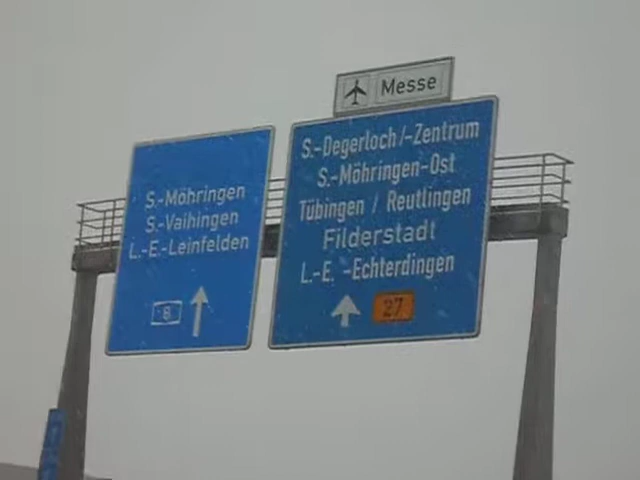 Messe
S.-Möhringen
S.-Vaihingen
L.-E.-Leinfelden
8
S.-Degerloch/-Zentrum
S.-Möhringen-Ost
Tübingen / Reutlingen
Filderstadt
L.-E. -Echterdingen
27